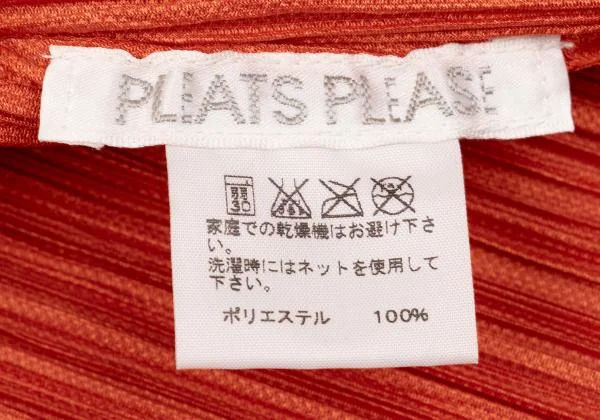 PLEATS PLEASE
弱
30
家庭での乾燥機はお避け下さ
い。
洗濯時にはネットを使用して
下さい。
ポリエステル 100%